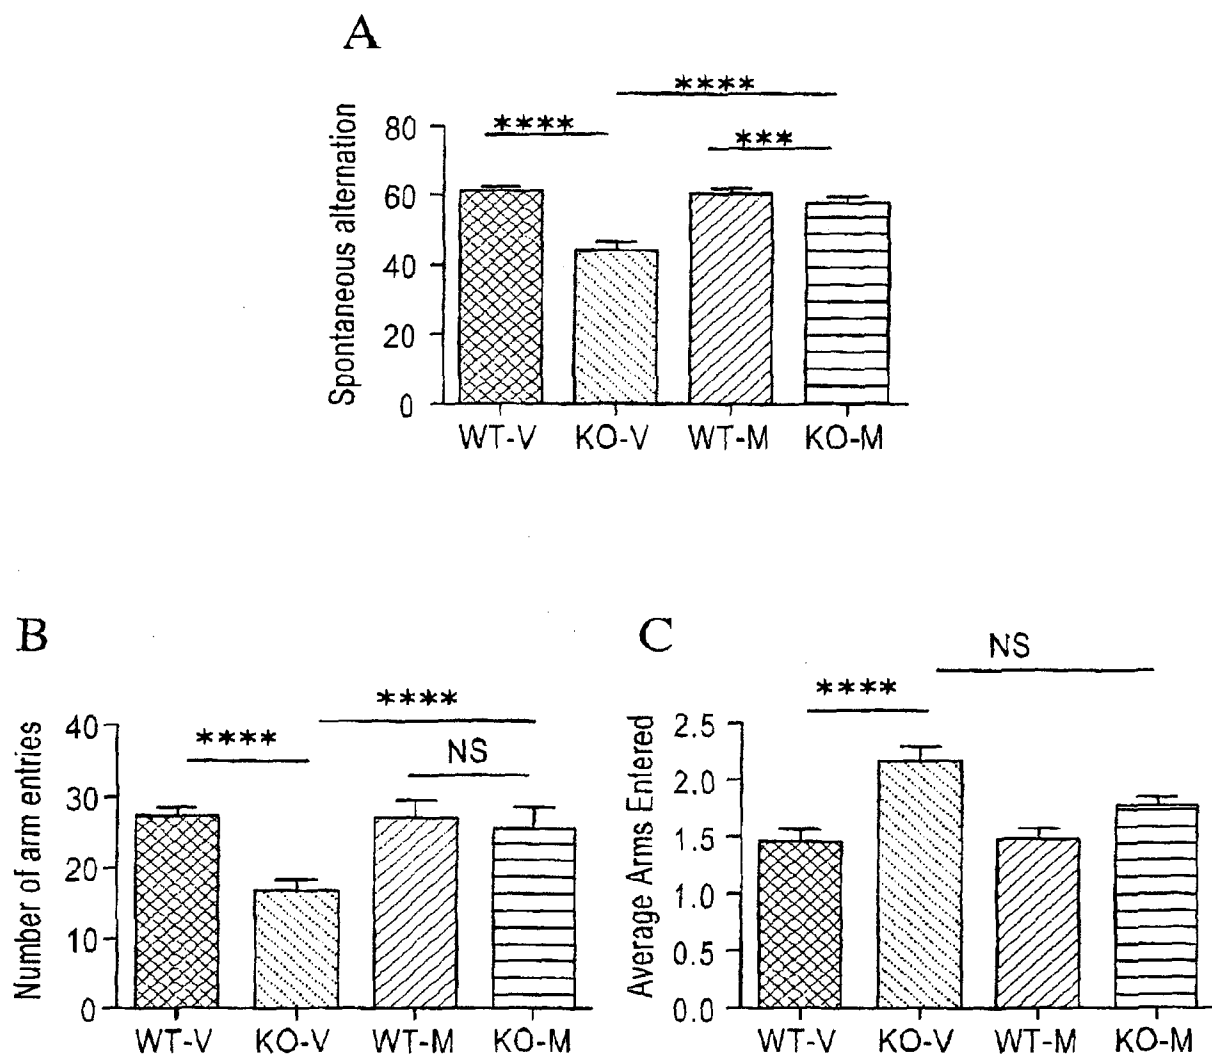 A
****
****
***
Spontaneous alternation
80
60
40
20
0
WT-V KO-V WT-M KO-M
B
****
****
NS
Number of arm entries
40
30
20
10
0
WT-V KO-V WT-M KO-M
C
NS
****
Average Arms Entered
2.5
2.0
1.5
1.0
0.5
0.0
WT-V KO-V WT-M KO-M